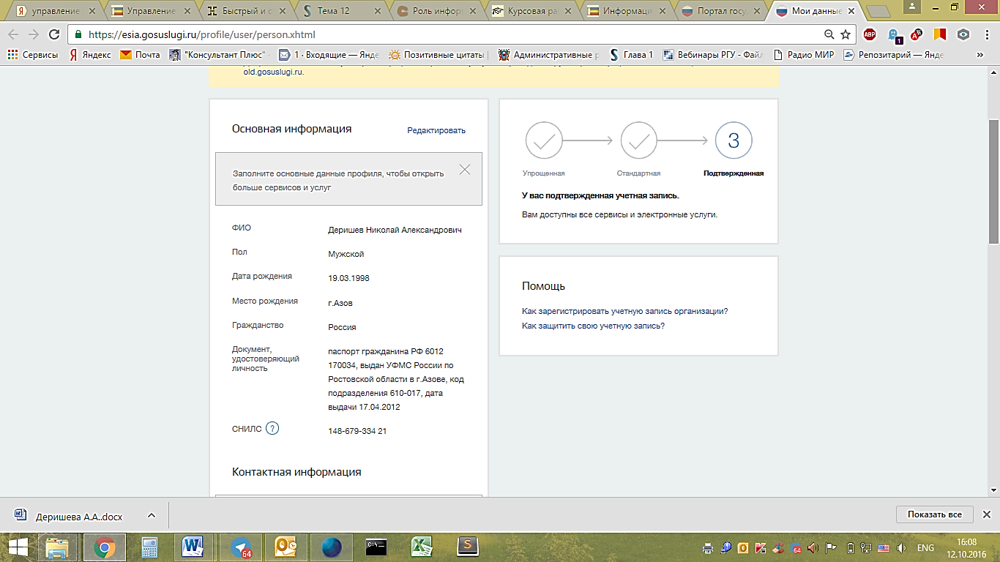 управление
Управление
Быстрый и с
Тема 12
Роль инфор
Курсовая ра
Информаци
Портал госу
Мои данные
https://esia.gosuslugi.ru/profile/user/person.xhtml
ABP
1
Сервисы
Яндекс
Почта
"Консультант Плюс"
1 · Входящие — Янде
Позитивные цитаты
Административные р
Глава 1
Вебинары РГУ - Файл
Радио МИР
Репозитарий — Янде
»
old.gosuslugi.ru.
Основная информация
Редактировать
Заполните основные данные профиля, чтобы открыть
больше сервисов и услуг
ФИО
Деришев Николай Александрович
Пол
Мужской
Дата рождения
19.03.1998
Место рождения
г.Азов
Гражданство
Россия
Документ,
удостоверяющий
личность
паспорт гражданина РФ 6012
170034, выдан УФМС России по
Ростовской области в г.Азове, код
подразделения 610-017, дата
выдачи 17.04.2012
СНИЛС ?
148-679-334 21
Контактная информация
3
Упрощенная
Стандартная
Подтвержденная
У вас подтвержденная учетная запись.
Вам доступны все сервисы и электронные услуги.
Помощь
Как зарегистрировать учетную запись организации?
Как защитить свою учетную запись?
Деришева А.А..docx
Показать все
64
64
ENG
16:08
12.10.2016